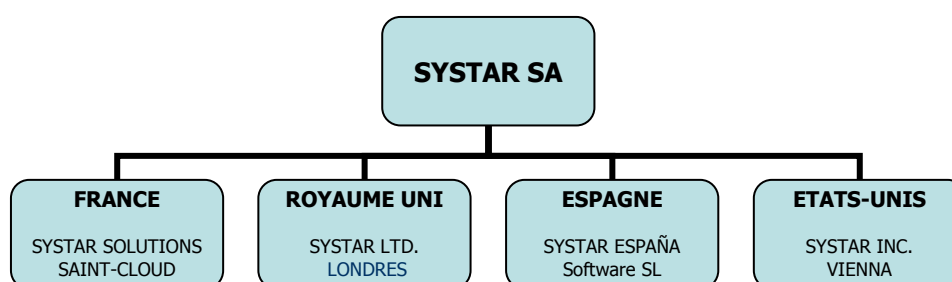 SYSTAR SA
FRANCE
SYSTAR SOLUTIONS
SAINT-CLOUD
ROYAUME UNI
SYSTAR LTD.
LONDRES
ESPAGNE
SYSTAR ESPAÑA
Software SL
ETATS-UNIS
SYSTAR INC.
VIENNA